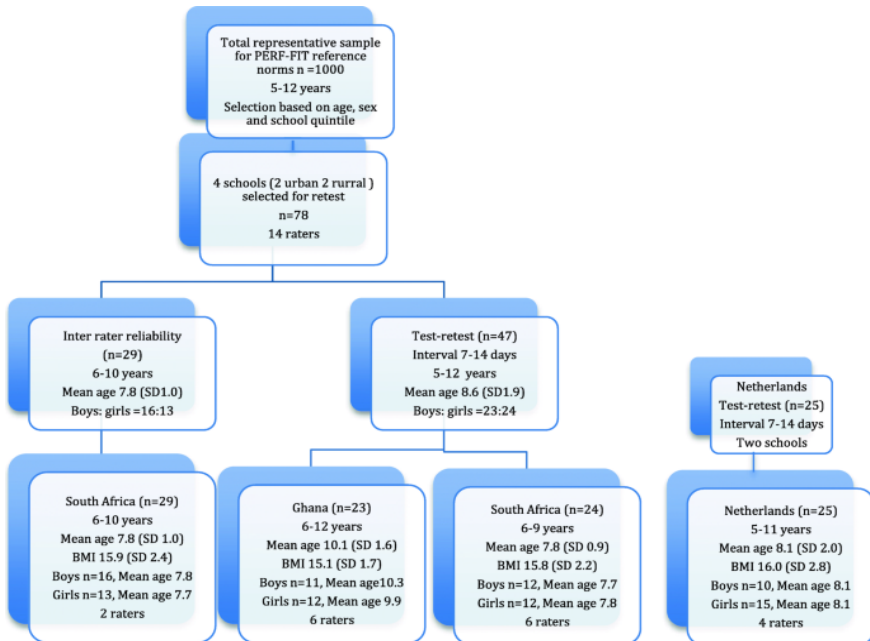 Total representative sample
for PERF-FIT reference
norms n =1000
5-12 years
Selection based on age, sex
and school quintile
4 schools (2 urban 2 rurral )
selected for retest
n=78
14 raters
Inter rater reliability
(n=29)
6-10 years
Mean age 7.8 (SD1.0)
Boys: girls =16:13
Test-retest (n=47)
Interval 7-14 days
5-12 years
Mean age 8.6 (SD1.9)
Boys: girls =23:24
Netherlands
Test-retest (n=25)
Interval 7-14 days
Two schools
South Africa (n=29)
6-10 years
Mean age 7.8 (SD 1.0)
BMI 15.9 (SD 2.4)
Boys n=16, Mean age 7.8
Girls n=13, Mean age 7.7
2 raters
Ghana (n=23)
6-12 years
Mean age 10.1 (SD 1.6)
BMI 15.1 (SD 1.7)
Boys n=11, Mean age10.3
Girls n=12, Mean age 9.9
6 raters
South Africa (n=24)
6-9 years
Mean age 7.8 (SD 0.9)
BMI 15.8 (SD 2.2)
Boys n=12, Mean age 7.7
Girls n=12, Mean age 7.8
6 raters
Netherlands (n=25)
5-11 years
Mean age 8.1 (SD 2.0)
BMI 16.0 (SD 2.8)
Boys n=10, Mean age 8.1
Girls n=15, Mean age 8.1
4 raters